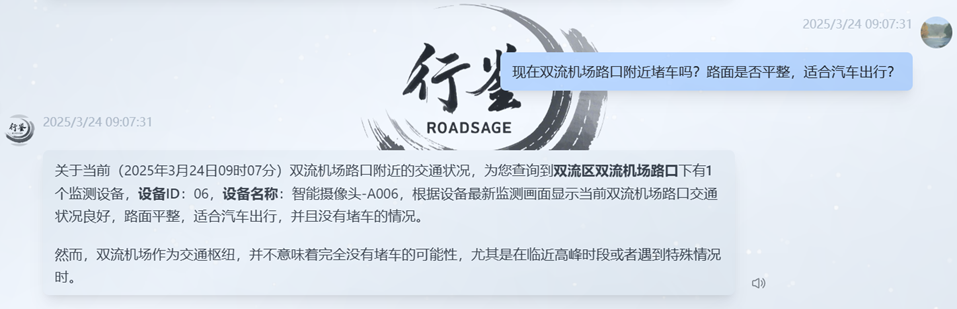 2025/3/24 09:07:31
现在双流机场路口附近堵车吗？路面是否平整，适合汽车出行？
行鉴
ROADSAGE
行鉴
2025/3/24 09:07:31
关于当前（2025年3月24日09时07分）双流机场路口附近的交通状况，为您查询到双流区双流机场路口下有1
个监测设备，设备ID：06，设备名称：智能摄像头-A006，根据设备最新监测画面显示当前双流机场路口交通
状况良好，路面平整，适合汽车出行，并且没有堵车的情况。
然而，双流机场作为交通枢纽，并不意味着完全没有堵车的可能性，尤其是在临近高峰时段或者遇到特殊情况
时。